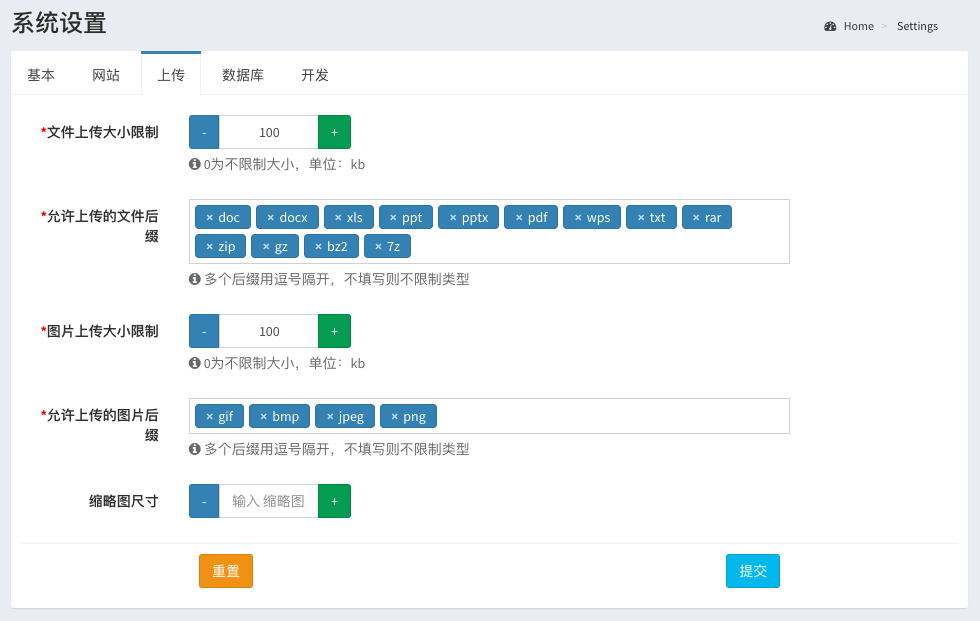 系统设置
Home > Settings
基本 网站 上传 数据库 开发
*文件上传大小限制 - 100 +
0为不限制大小，单位：kb
*允许上传的文件后缀
× doc × docx × xls × ppt × pptx × pdf × wps × txt × rar
× zip × gz × bz2 × 7z
多个后缀用逗号隔开，不填写则不限制类型
*图片上传大小限制 - 100 +
0为不限制大小，单位：kb
*允许上传的图片后缀
× gif × bmp × jpeg × png
多个后缀用逗号隔开，不填写则不限制类型
缩略图尺寸 - 输入 缩略图 +
重置 提交